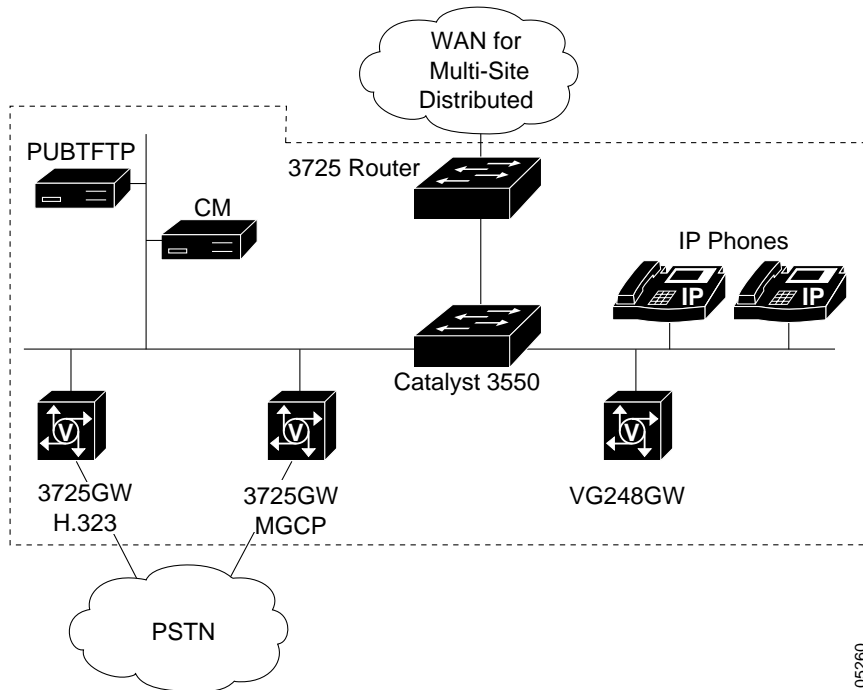 WAN for
Multi-Site
Distributed
PUBTFTP
3725 Router
CM
IP Phones
IP
IP
Catalyst 3550
V
V
V
3725GW
H.323
3725GW
MGCP
VG248GW
PSTN
05260